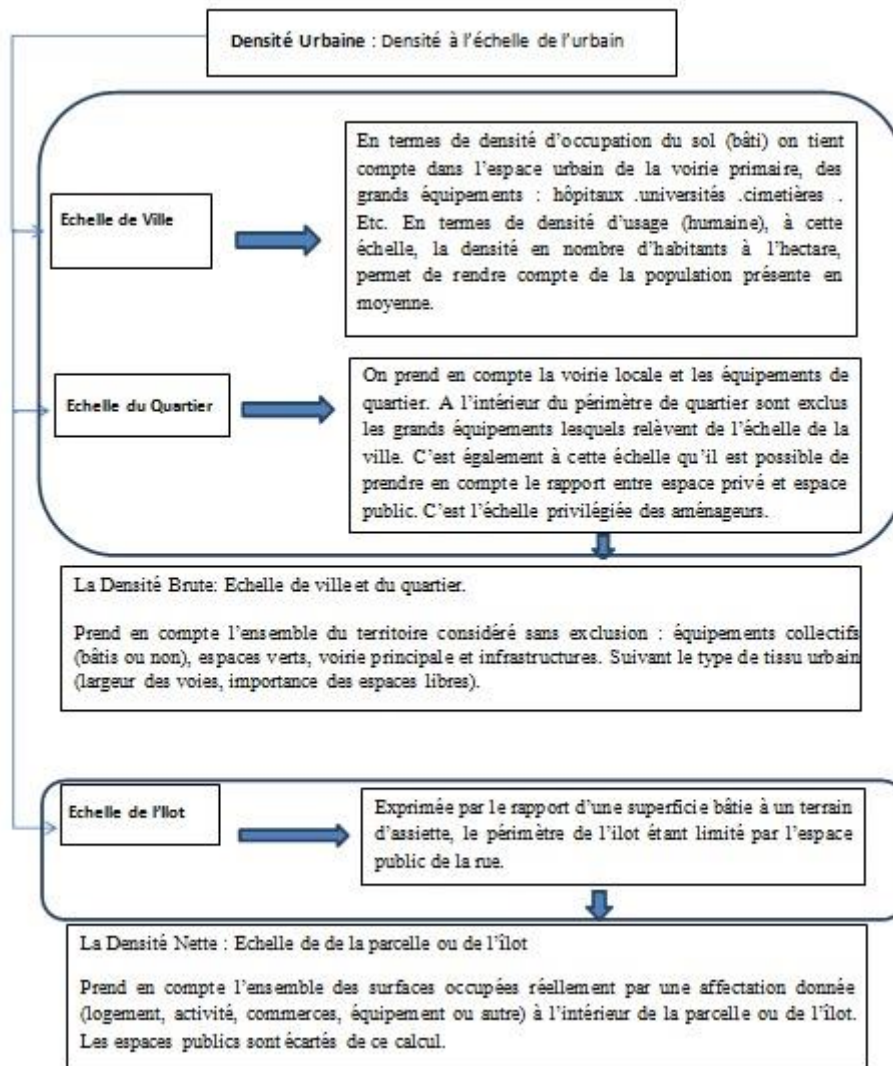 Densité Urbaine : Densité à l'échelle de l'urbain
Echelle de Ville
En termes de densité d'occupation du sol (bâti) on tient
compte dans l'espace urbain de la voirie primaire, des
grands équipements : hôpitaux .universités .cimetières .
Etc. En termes de densité d'usage (humaine), à cette
échelle, la densité en nombre d'habitants à l'hectare,
permet de rendre compte de la population présente en
moyenne.
Echelle du Quartier
On prend en compte la voirie locale et les équipements de
quartier. A l'intérieur du périmètre de quartier sont exclus
les grands équipements lesquels relèvent de l'échelle de la
ville. C'est également à cette échelle qu'il est possible de
prendre en compte le rapport entre espace privé et espace
public. C'est l'échelle privilégiée des aménageurs.
La Densité Brute: Echelle de ville et du quartier.
Prend en compte l'ensemble du territoire considéré sans exclusion : équipements collectifs
(bâtis ou non), espaces verts, voirie principale et infrastructures. Suivant le type de tissu urbain
(largeur des voies, importance des espaces libres).
Echelle de l'Ilot
Exprimée par le rapport d'une superficie bâtie à un terrain
d'assiette, le périmètre de l'ilot étant limité par l'espace
public de la rue.
La Densité Nette : Echelle de de la parcelle ou de l'îlot
Prend en compte l'ensemble des surfaces occupées réellement par une affectation donnée
(logement, activité, commerces, équipement ou autre) à l'intérieur de la parcelle ou de l'îlot.
Les espaces publics sont écartés de ce calcul.